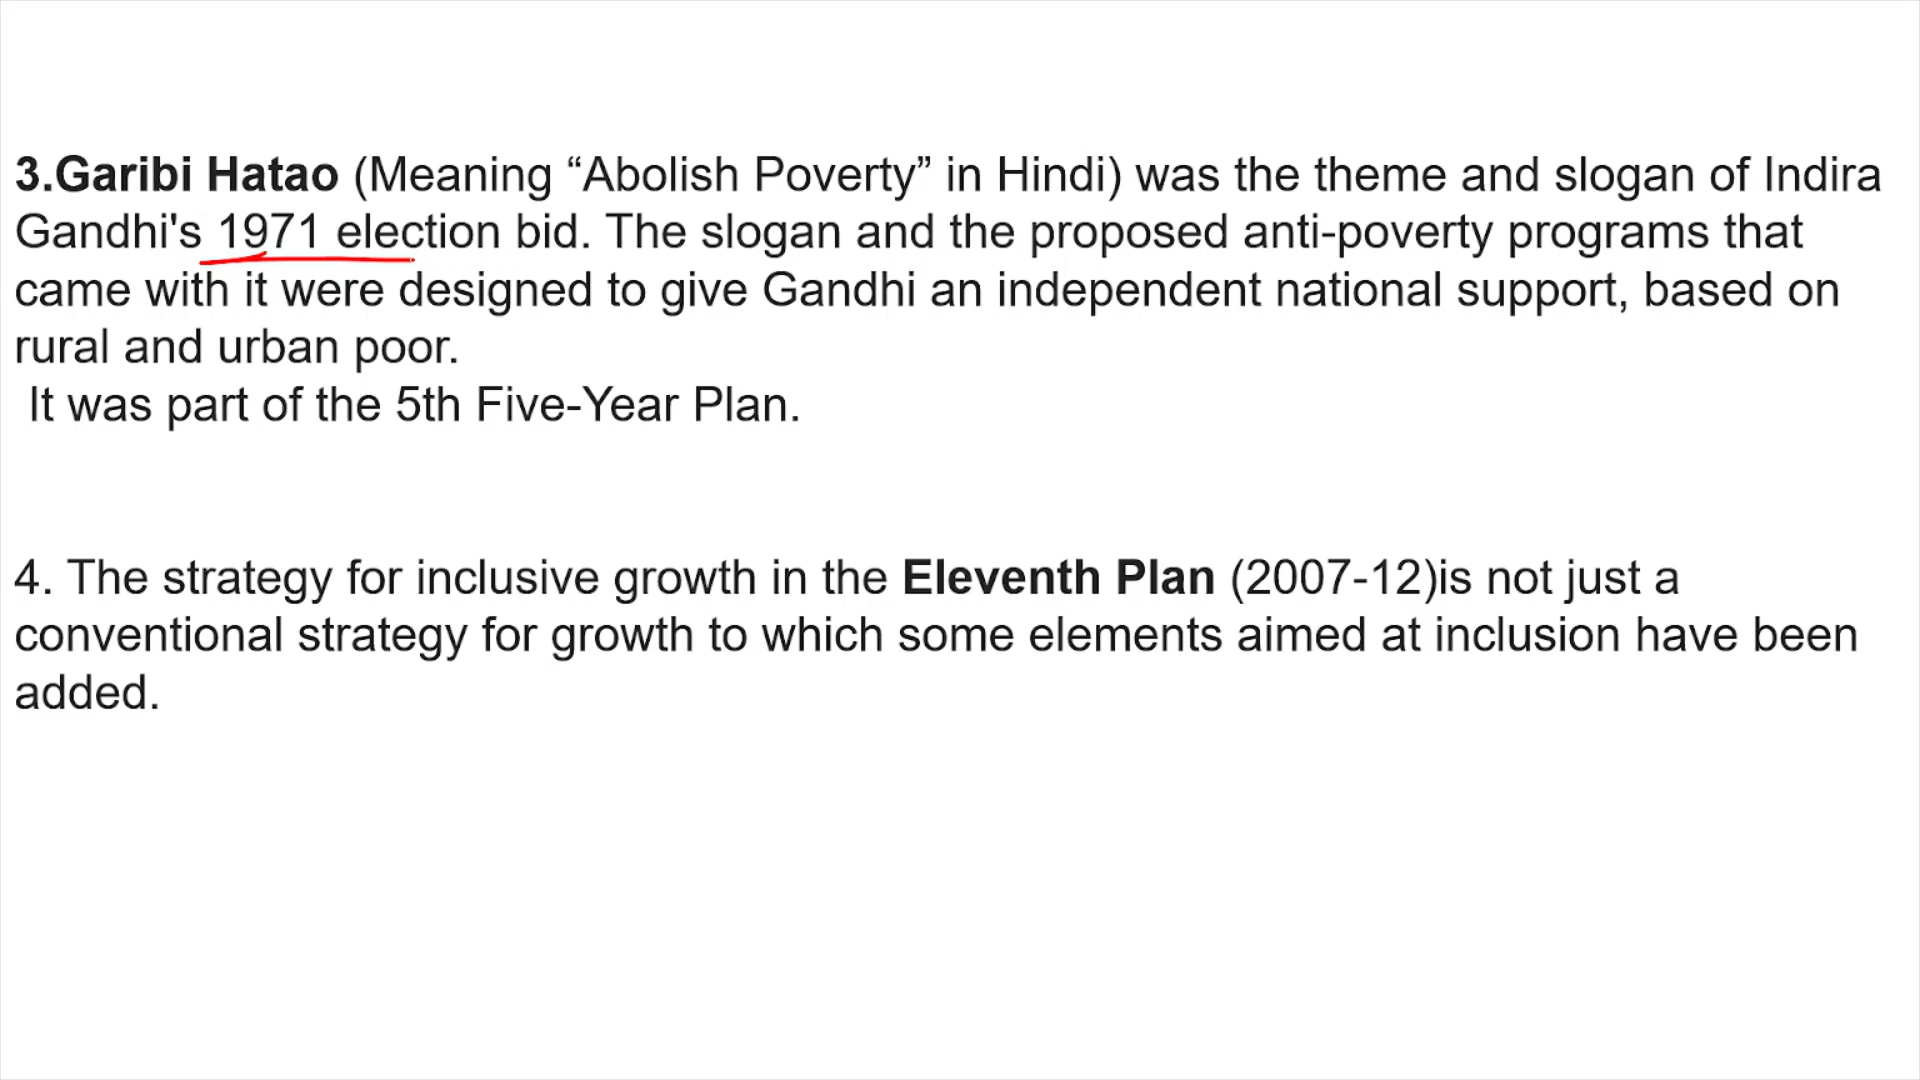 3.Garibi Hatao (Meaning “Abolish Poverty” in Hindi) was the theme and slogan of Indira
Gandhi's 1971 election bid. The slogan and the proposed anti-poverty programs that
came with it were designed to give Gandhi an independent national support, based on
rural and urban poor.
It was part of the 5th Five-Year Plan.
4. The strategy for inclusive growth in the Eleventh Plan (2007-12)is not just a
conventional strategy for growth to which some elements aimed at inclusion have been
added.